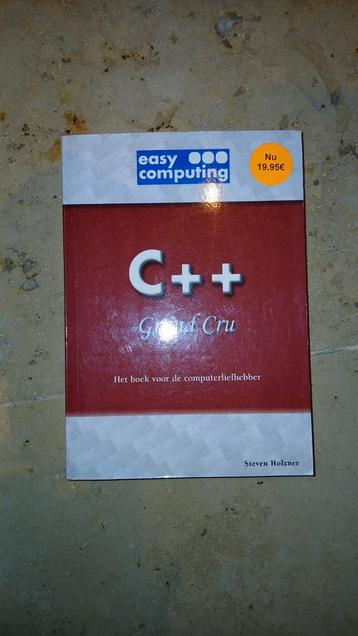 easy
computing
Nu
19,95€
C++
Grand Cru
Het boek voor de computerliefhebber
Steven Holzner